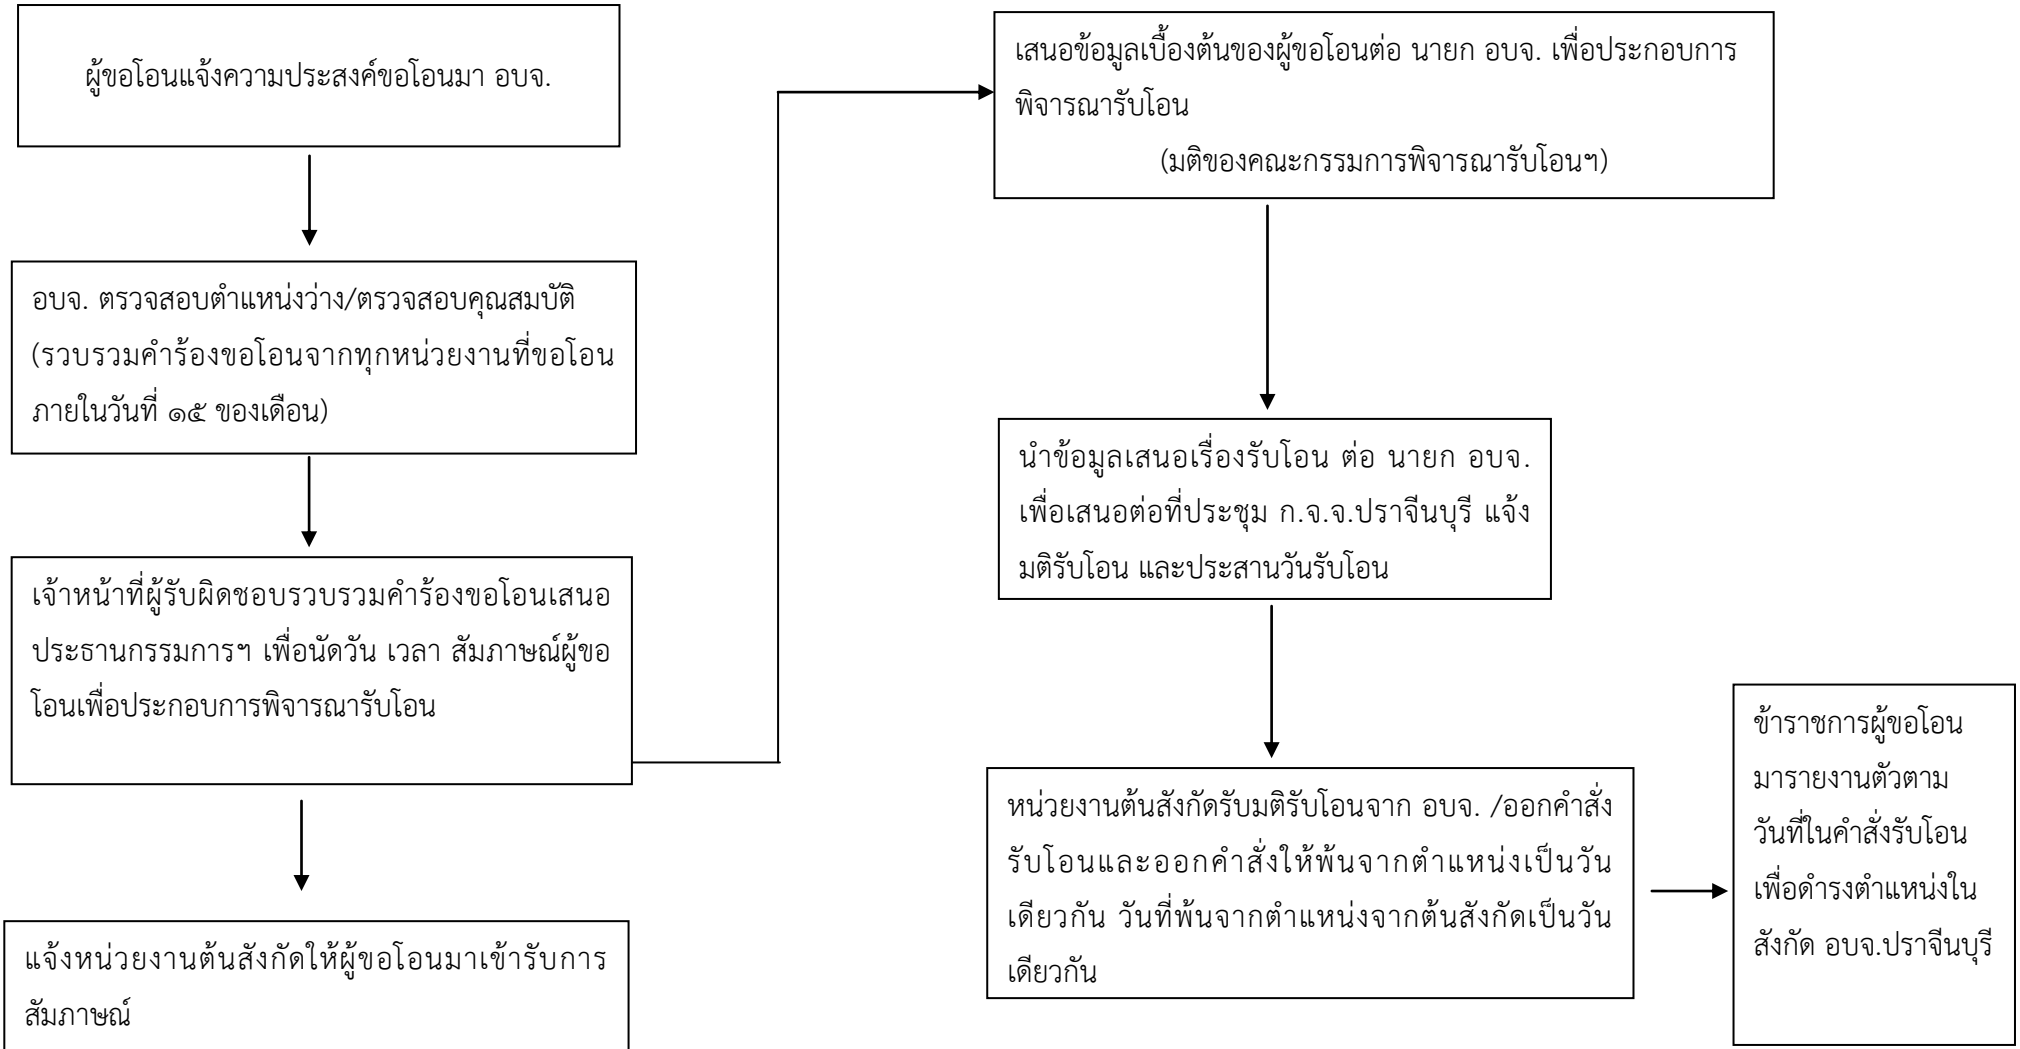 ผู้ขอโอนแจ้งความประสงค์ขอโอนมา อบจ.
อบจ. ตรวจสอบตำแหน่งว่าง/ตรวจสอบคุณสมบัติ
(รวบรวมคำร้องขอโอนจากทุกหน่วยงานที่ขอโอน
ภายในวันที่ ๑๕ ของเดือน)
เจ้าหน้าที่ผู้รับผิดชอบรวบรวมคำร้องขอโอนเสนอ
ประธานกรรมการฯ เพื่อนัดวัน เวลา สัมภาษณ์ผู้ขอ
โอนเพื่อประกอบการพิจารณารับโอน
แจ้งหน่วยงานต้นสังกัดให้ผู้ขอโอนมาเข้ารับการ
สัมภาษณ์
เสนอข้อมูลเบื้องต้นของผู้ขอโอนต่อ นายก อบจ. เพื่อประกอบการ
พิจารณารับโอน
(มติของคณะกรรมการพิจารณารับโอนฯ)
นำข้อมูลเสนอเรื่องรับโอน ต่อ นายก อบจ.
เพื่อเสนอต่อที่ประชุม ก.จ.จ.ปราจีนบุรี แจ้ง
มติรับโอน และประสานวันรับโอน
หน่วยงานต้นสังกัดรับมติรับโอนจาก อบจ. /ออกคำสั่ง
รับโอนและออกคำสั่งให้พ้นจากตำแหน่งเป็นวัน
เดียวกัน วันที่พ้นจากตำแหน่งจากต้นสังกัดเป็นวัน
เดียวกัน
ข้าราชการผู้ขอโอน
มารายงานตัวตาม
วันที่ในคำสั่งรับโอน
เพื่อดำรงตำแหน่งใน
สังกัด อบจ.ปราจีนบุรี